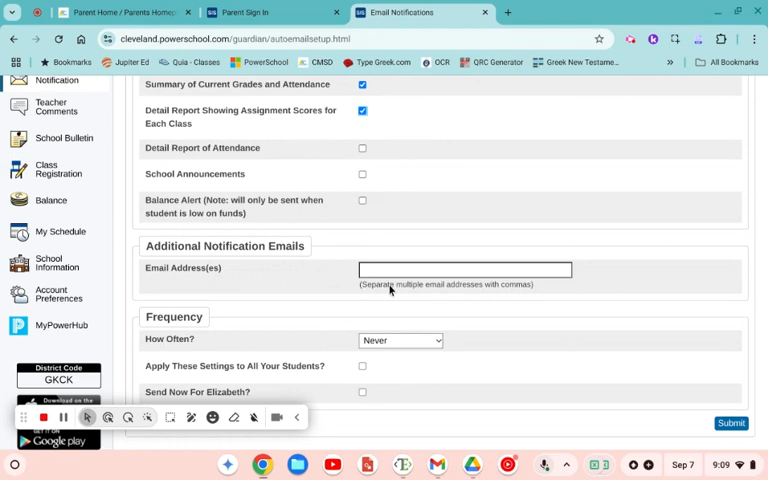 Parent Home / Parents Homep
Parent Sign In
Email Notifications
cleveland.powerschool.com/guardian/autoemailsetup.html
Bookmarks
Jupiter Ed
Quia - Classes
PowerSchool
CMSD
Type Greek.com
OCR
QRC Generator
Greek New Testame...
»
All Bookmarks
Notification
Teacher
Comments
School Bulletin
Class
Registration
Balance
My Schedule
School
Information
Account
Preferences
MyPowerHub
District Code
GKCK
Download on the
GET IT ON
Google play
Summary of Current Grades and Attendance
Detail Report Showing Assignment Scores for
Each Class
Detail Report of Attendance
School Announcements
Balance Alert (Note: will only be sent when
student is low on funds)
Additional Notification Emails
Email Address(es)
(Separate multiple email addresses with commas)
Frequency
How Often?
Never
Apply These Settings to All Your Students?
Send Now For Elizabeth?
Submit
Sep 7
9:09